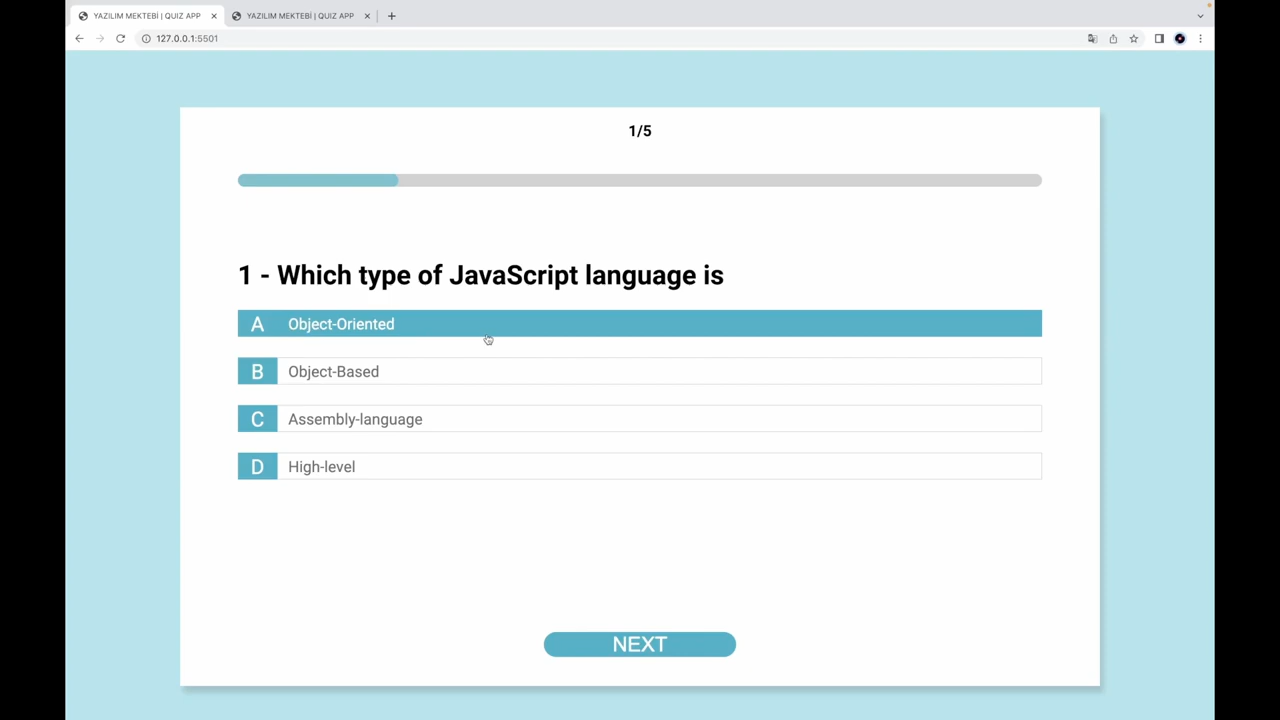 YAZILIM MEKTEBİ | QUIZ APP
YAZILIM MEKTEBİ | QUIZ APP
127.0.0.1:5501
1/5
1 - Which type of JavaScript language is
A Object-Oriented
B Object-Based
C Assembly-language
D High-level
NEXT